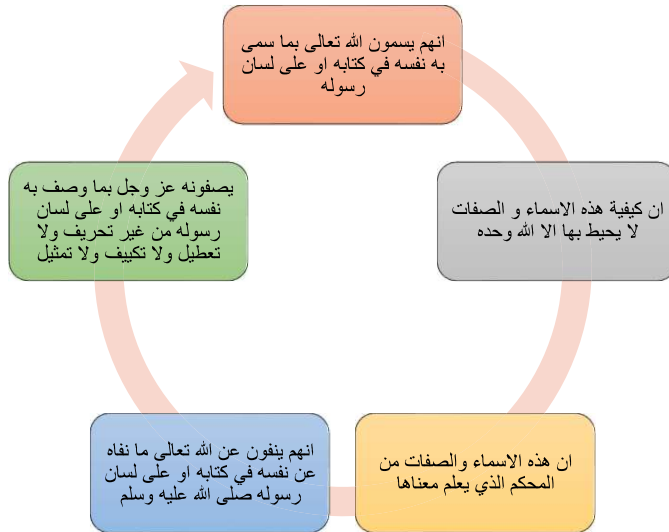 انهم يسمون الله تعالى بما سمى
به نفسه في كتابه او على لسان
رسوله
ان كيفية هذه الاسماء و الصفات
لا يحيط بها الا الله وحده
ان هذه الاسماء والصفات من
المحكم الذي يعلم معناها
انهم ينفون عن الله تعالى ما نفاه
عن نفسه في كتابه او على لسان
رسوله صلى الله عليه وسلم
يصفونه عز وجل بما وصف به
نفسه في كتابه او على لسان
رسوله من غير تحريف ولا
تعطيل ولا تكييف ولا تمثيل